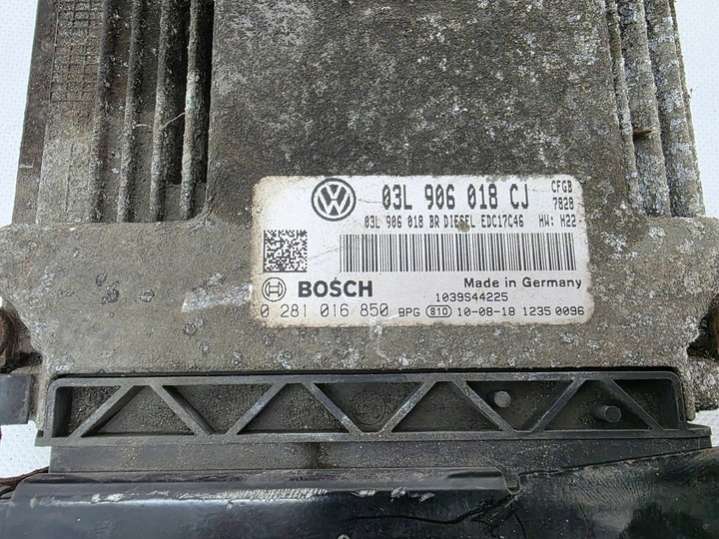 03L 906 018 CJ CFGB
7828
03L 906 018 BR DIESEL EDC17C46 HW: H22
BOSCH Made in Germany
1039S44225
0 281 016 850 BPG 810 10-08-18 1235 0096